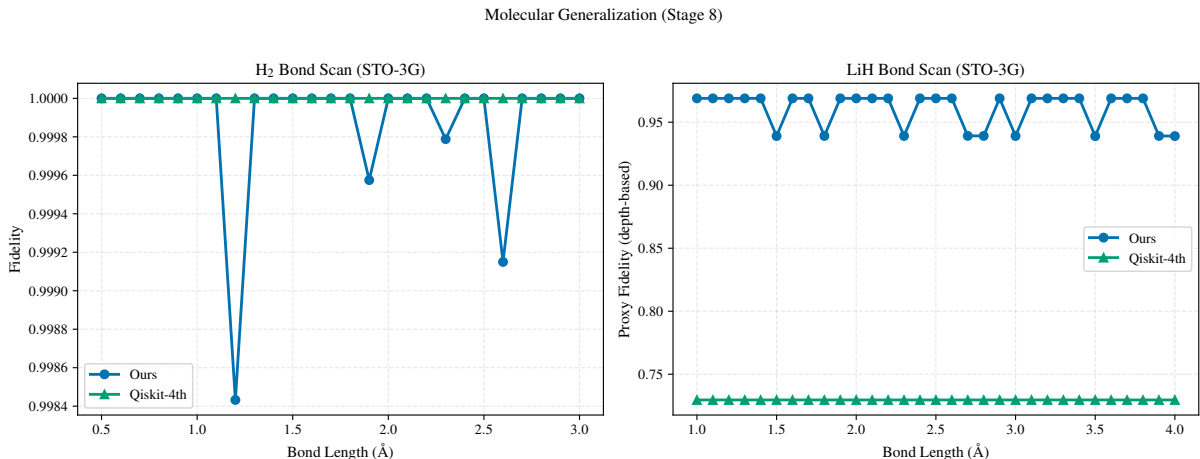 Molecular Generalization (Stage 8)
H₂ Bond Scan (STO-3G)
Fidelity
1.0000
0.9998
0.9996
0.9994
0.9992
0.9990
0.9988
0.9986
0.9984
Ours
Qiskit-4th
0.5 1.0 1.5 2.0 2.5 3.0
Bond Length (Å)
LiH Bond Scan (STO-3G)
Proxy Fidelity (depth-based)
0.95
0.90
0.85
0.80
0.75
Ours
Qiskit-4th
1.0 1.5 2.0 2.5 3.0 3.5 4.0
Bond Length (Å)